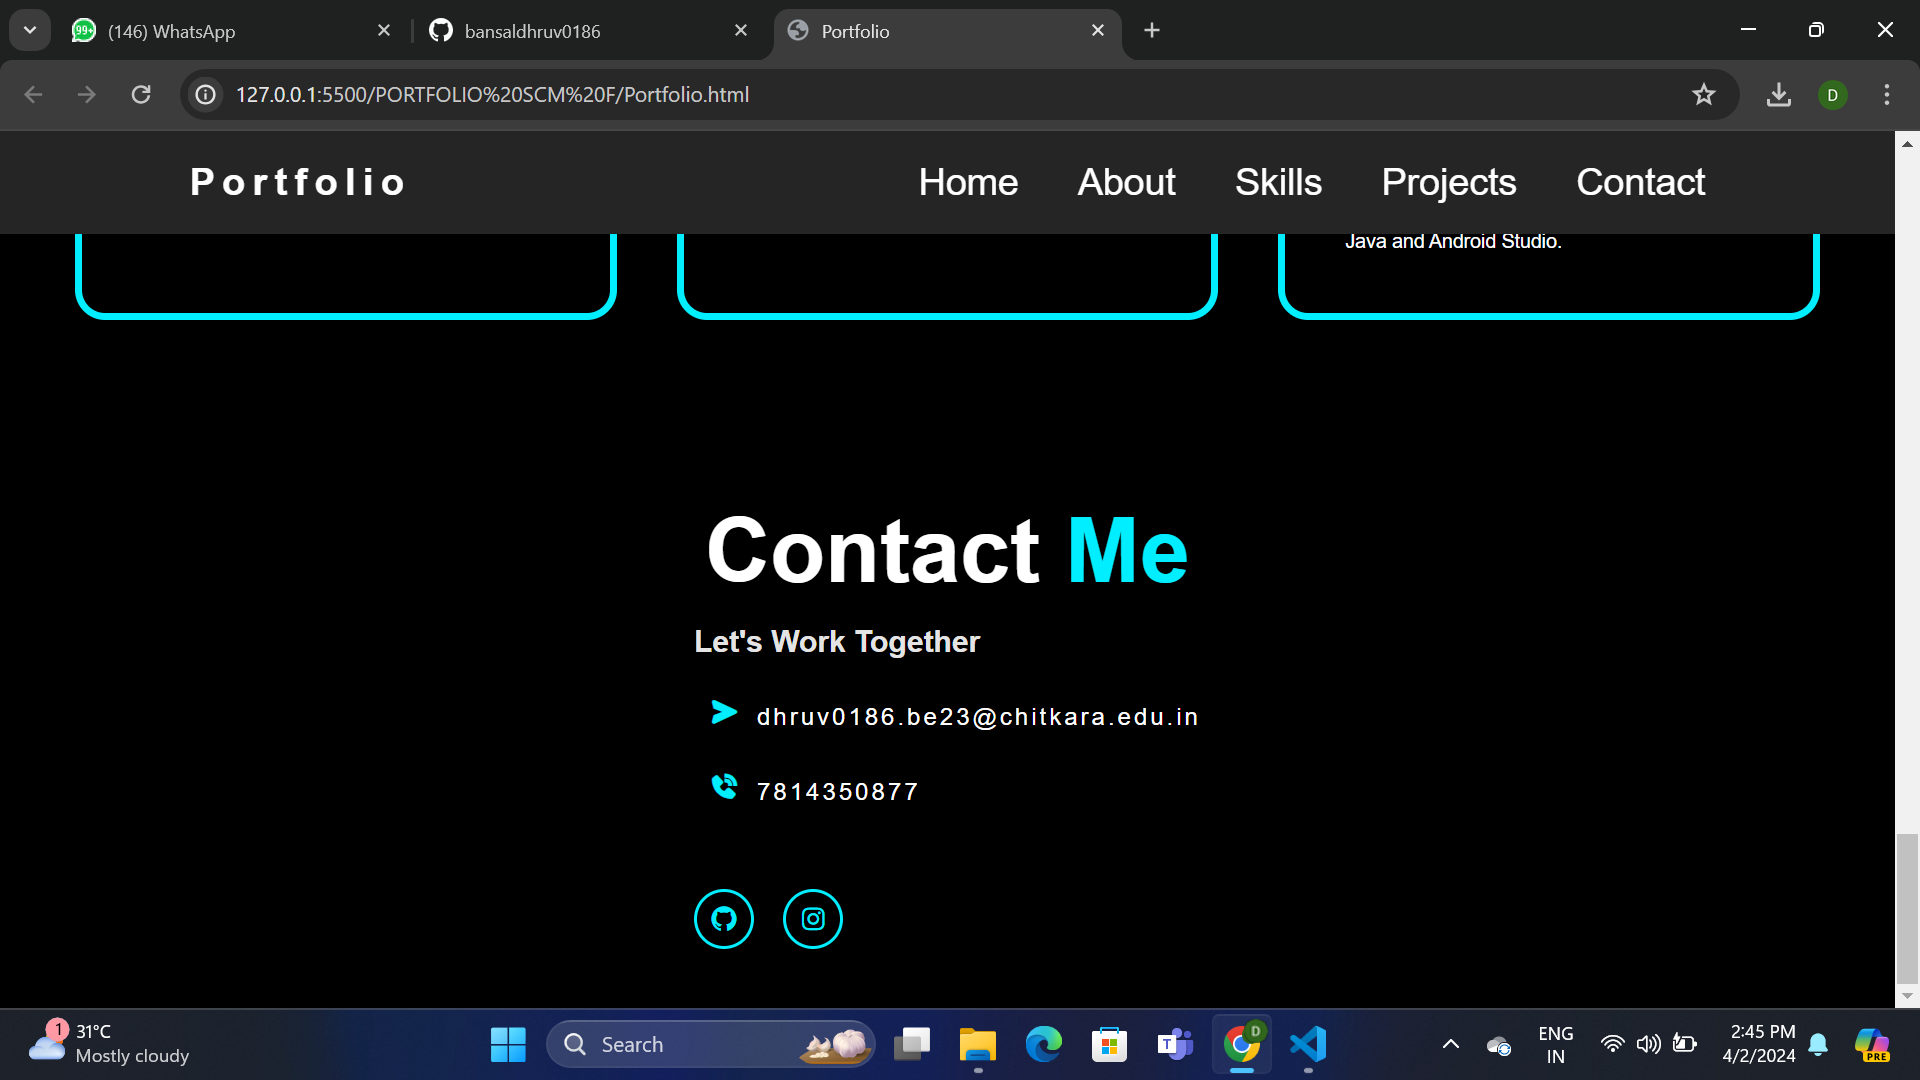 (146) WhatsApp
bansaldhruv0186
Portfolio
127.0.0.1:5500/PORTFOLIO%20SCM%20F/Portfolio.html
D
Portfolio
Home
About
Skills
Projects
Contact
Java and Android Studio.
Contact Me
Let's Work Together
dhruv0186.be23@chitkara.edu.in
7814350877
1
31°C
Mostly cloudy
Search
T
D
ENG
IN
2:45 PM
4/2/2024
PRE